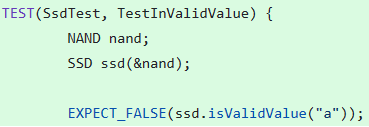 TEST(SsdTest, TestInValidValue) {
NAND nand;
SSD ssd(&nand);
EXPECT_FALSE(ssd.isValidValue("a"));